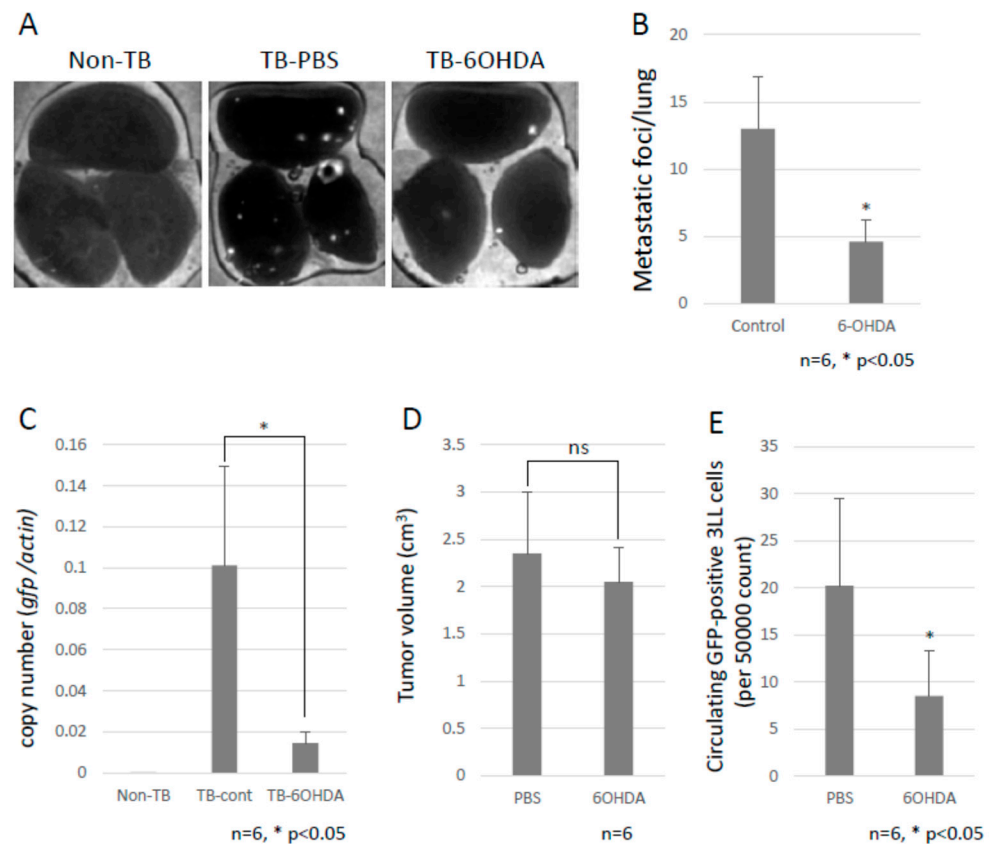 A
Non-TB TB-PBS TB-6OHDA
B
Metastatic foci/lung
20
15
10
5
0
*
Control 6-OHDA
n=6, * p<0.05
C
copy number (gfp/actin)
0.16
0.14
0.12
0.1
0.08
0.06
0.04
0.02
0
*
Non-TB TB-cont TB-6OHDA
n=6, * p<0.05
D
Tumor volume (cm³)
3.5
3
2.5
2
1.5
1
0.5
0
ns
PBS 6OHDA
n=6
E
Circulating GFP-positive 3LL cells
(per 50000 count)
35
30
25
20
15
10
5
0
*
PBS 6OHDA
n=6, * p<0.05